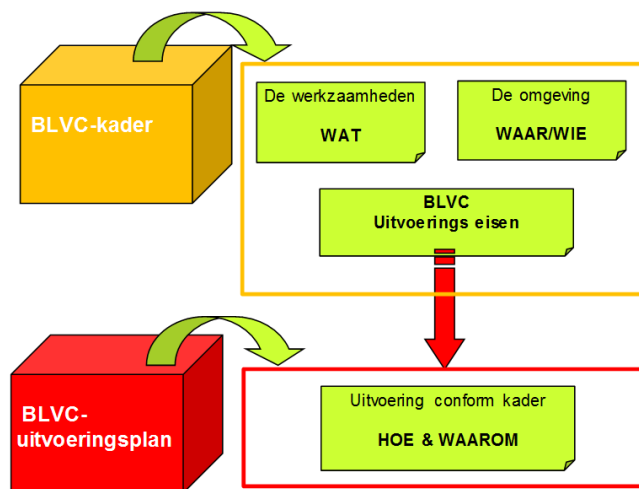 BLVC-kader
De werkzaamheden
WAT
De omgeving
WAAR/WIE
BLVC
Uitvoerings eisen
BLVC-
uitvoeringsplan
Uitvoering conform kader
HOE & WAAROM